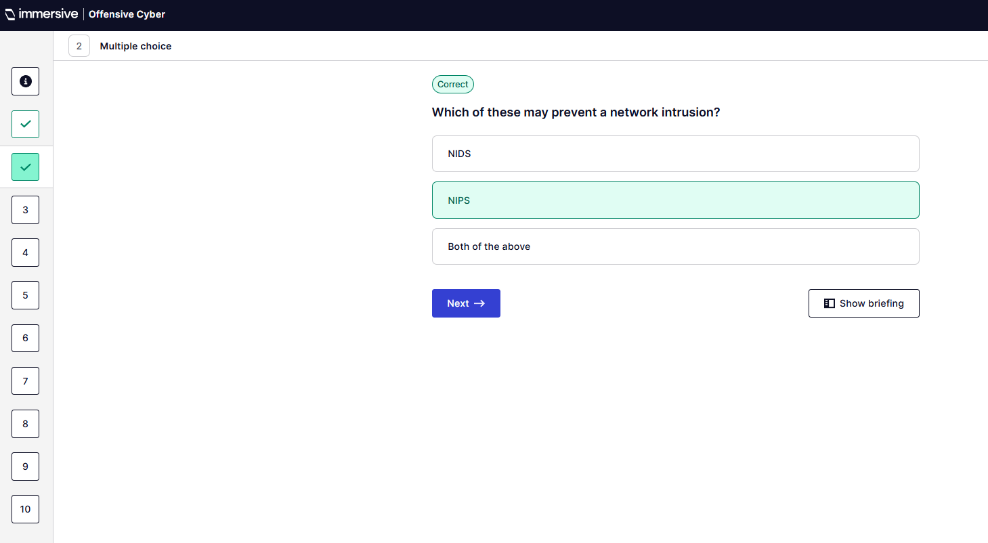 immersive | Offensive Cyber
2 Multiple choice
Correct
Which of these may prevent a network intrusion?
NIDS
NIPS
Both of the above
Next →
Show briefing
3
4
5
6
7
8
9
10